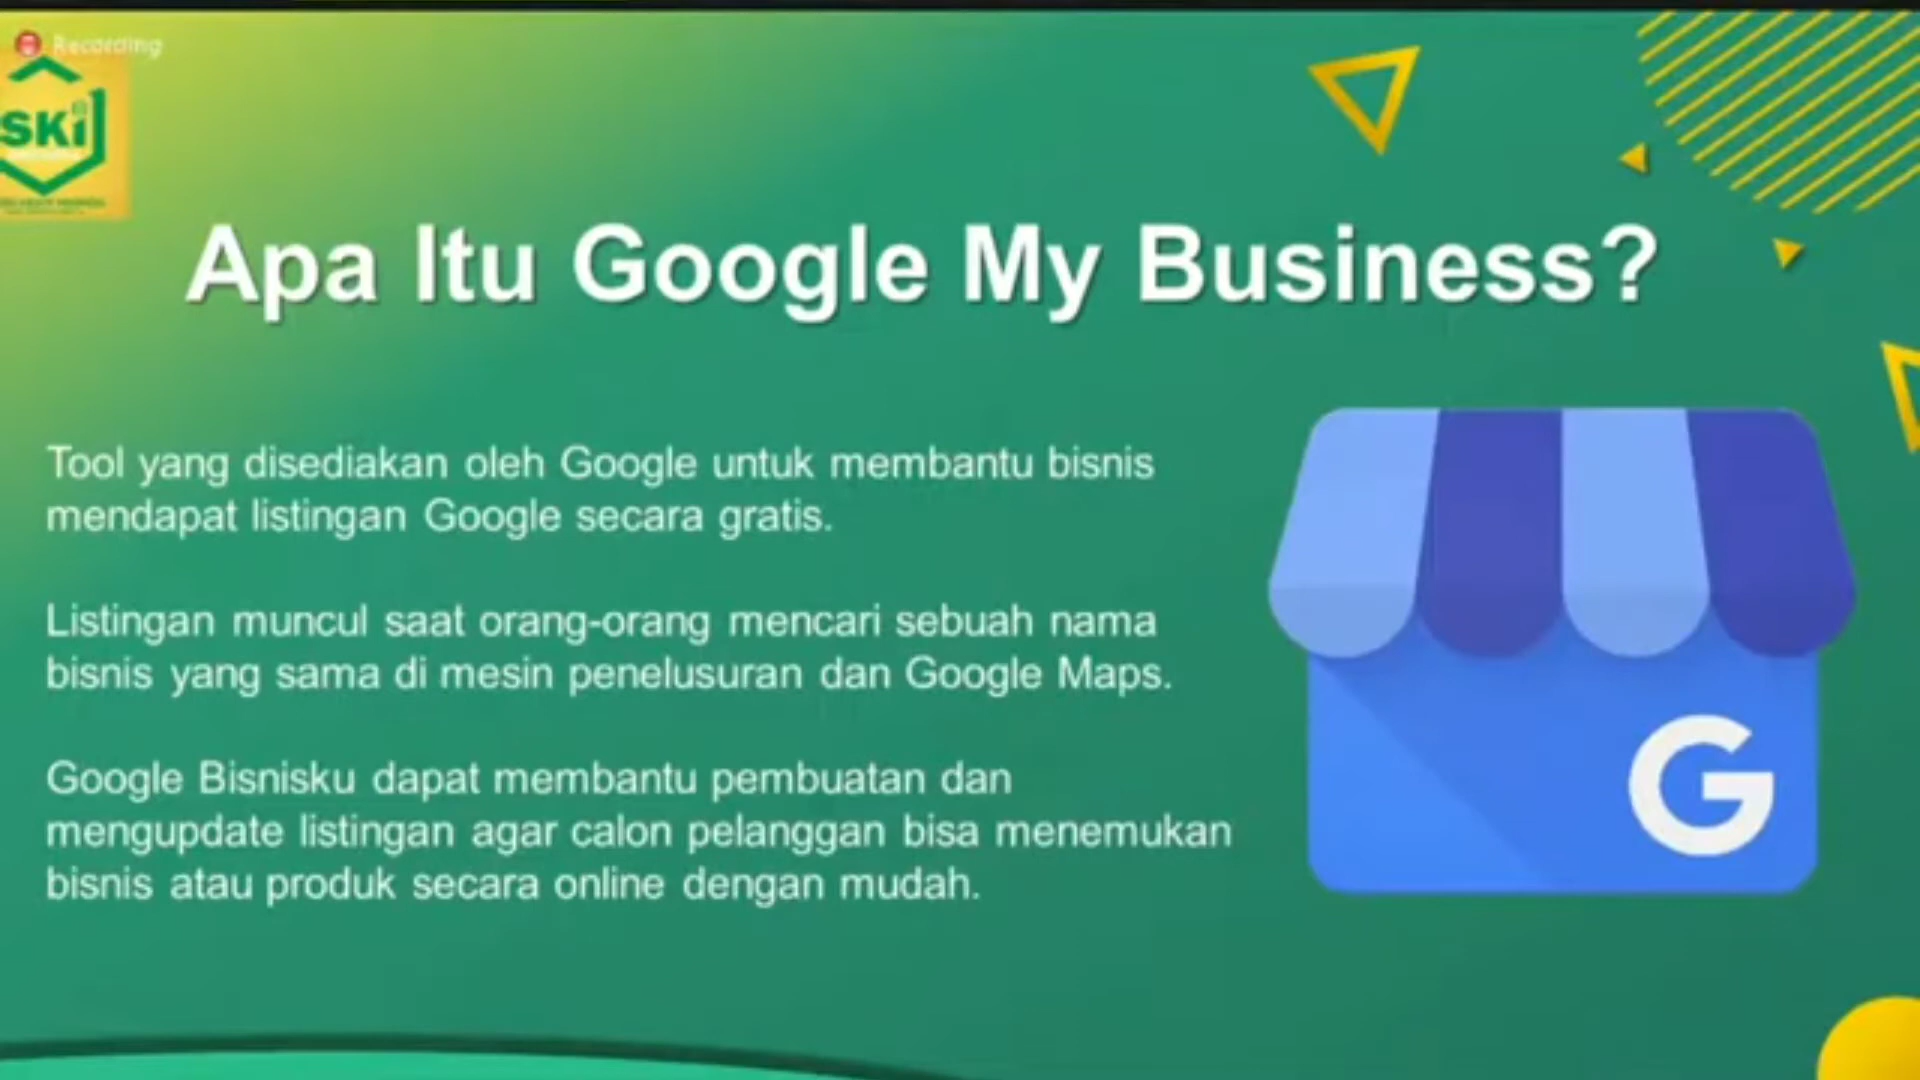 Recording
SKi
Apa Itu Google My Business?
Tool yang disediakan oleh Google untuk membantu bisnis
mendapat listingan Google secara gratis.
Listingan muncul saat orang-orang mencari sebuah nama
bisnis yang sama di mesin penelusuran dan Google Maps.
Google Bisnisku dapat membantu pembuatan dan
mengupdate listingan agar calon pelanggan bisa menemukan
bisnis atau produk secara online dengan mudah.
G